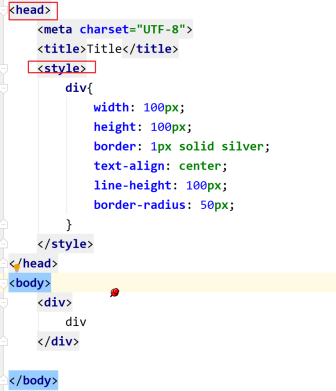 <head>
<meta charset="UTF-8">
<title>Title</title>
<style>
div{
width: 100px;
height: 100px;
border: 1px solid silver;
text-align: center;
line-height: 100px;
border-radius: 50px;
}
</style>
</head>
<body>
<div>
div
</div>
</body>